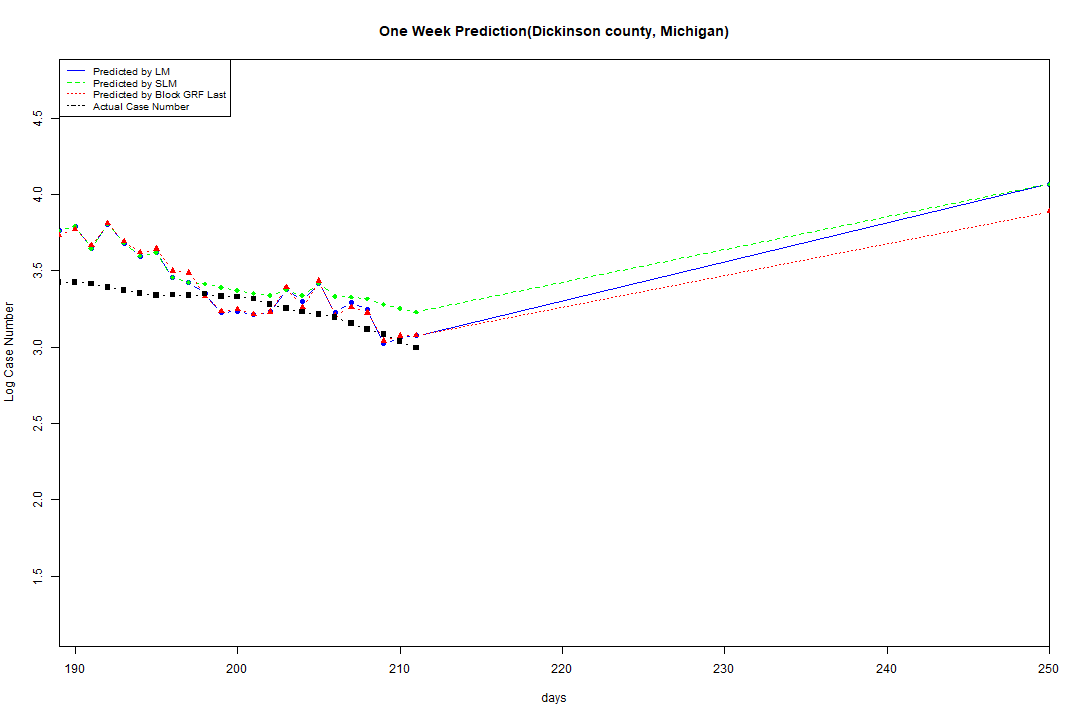 One Week Prediction(Dickinson county, Michigan)
Predicted by LM
Predicted by SLM
Predicted by Block GRF Last
Actual Case Number
4.5
4.0
3.5
3.0
2.5
2.0
1.5
Log Case Number
190 200 210 220 230 240 250
days